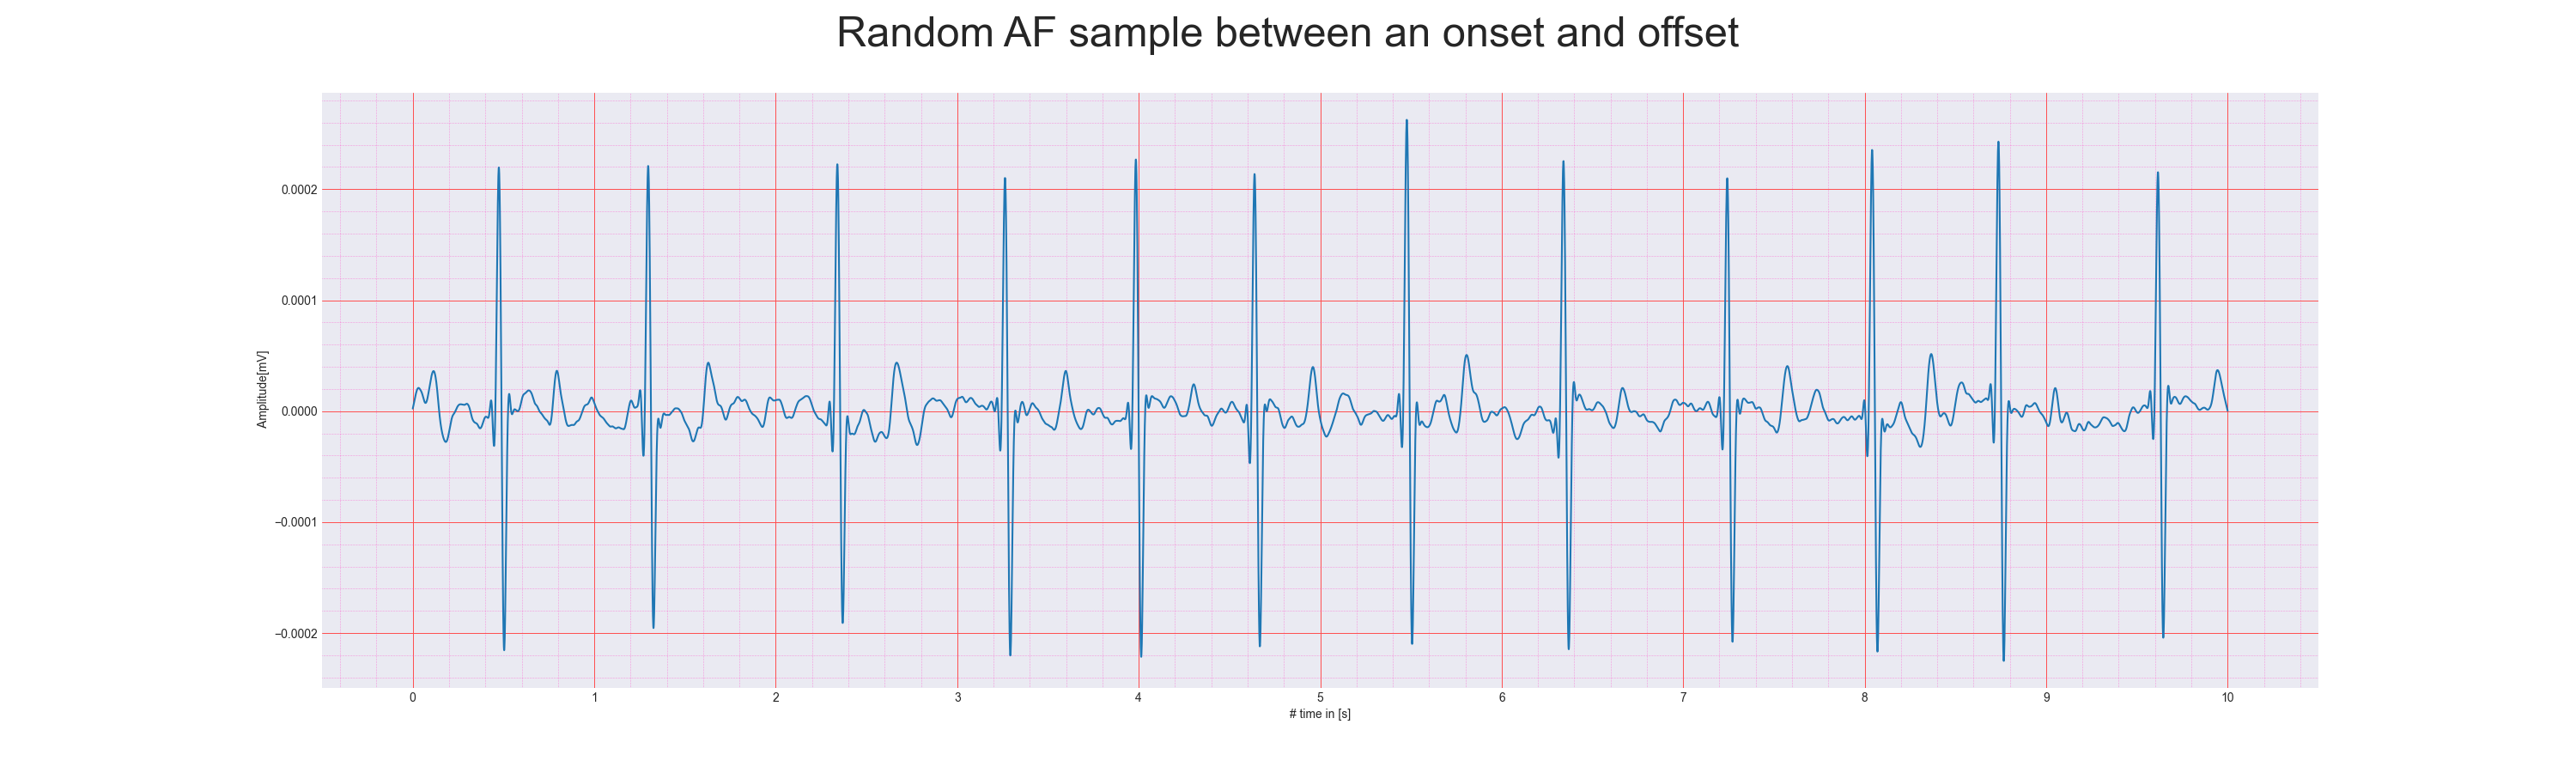 Random AF sample between an onset and offset
Amplitude[mV]
0.0002
0.0001
0.0000
−0.0001
−0.0002
0 1 2 3 4 5 6 7 8 9 10
# time in [s]